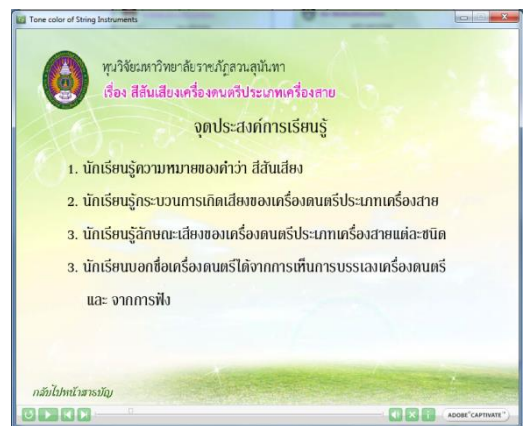 Tone color of String Instruments
ทุนวิจัยมหาวิทยาลัยราชภัฏสวนสุนันทา
เรื่อง สีสันเสียงเครื่องดนตรีประเภทเครื่องสาย
จุดประสงค์การเรียนรู้
1. นักเรียนรู้ความหมายของคำว่า สีสันเสียง
2. นักเรียนรู้กระบวนการเกิดเสียงของเครื่องดนตรีประเภทเครื่องสาย
3. นักเรียนรู้ลักษณะเสียงของเครื่องดนตรีประเภทเครื่องสายแต่ละชนิด
3. นักเรียนบอกชื่อเครื่องดนตรีได้จากการเห็นการบรรเลงเครื่องดนตรี
และ จากการฟัง
กลับไปหน้าสารบัญ
ADOBE CAPTIVATE